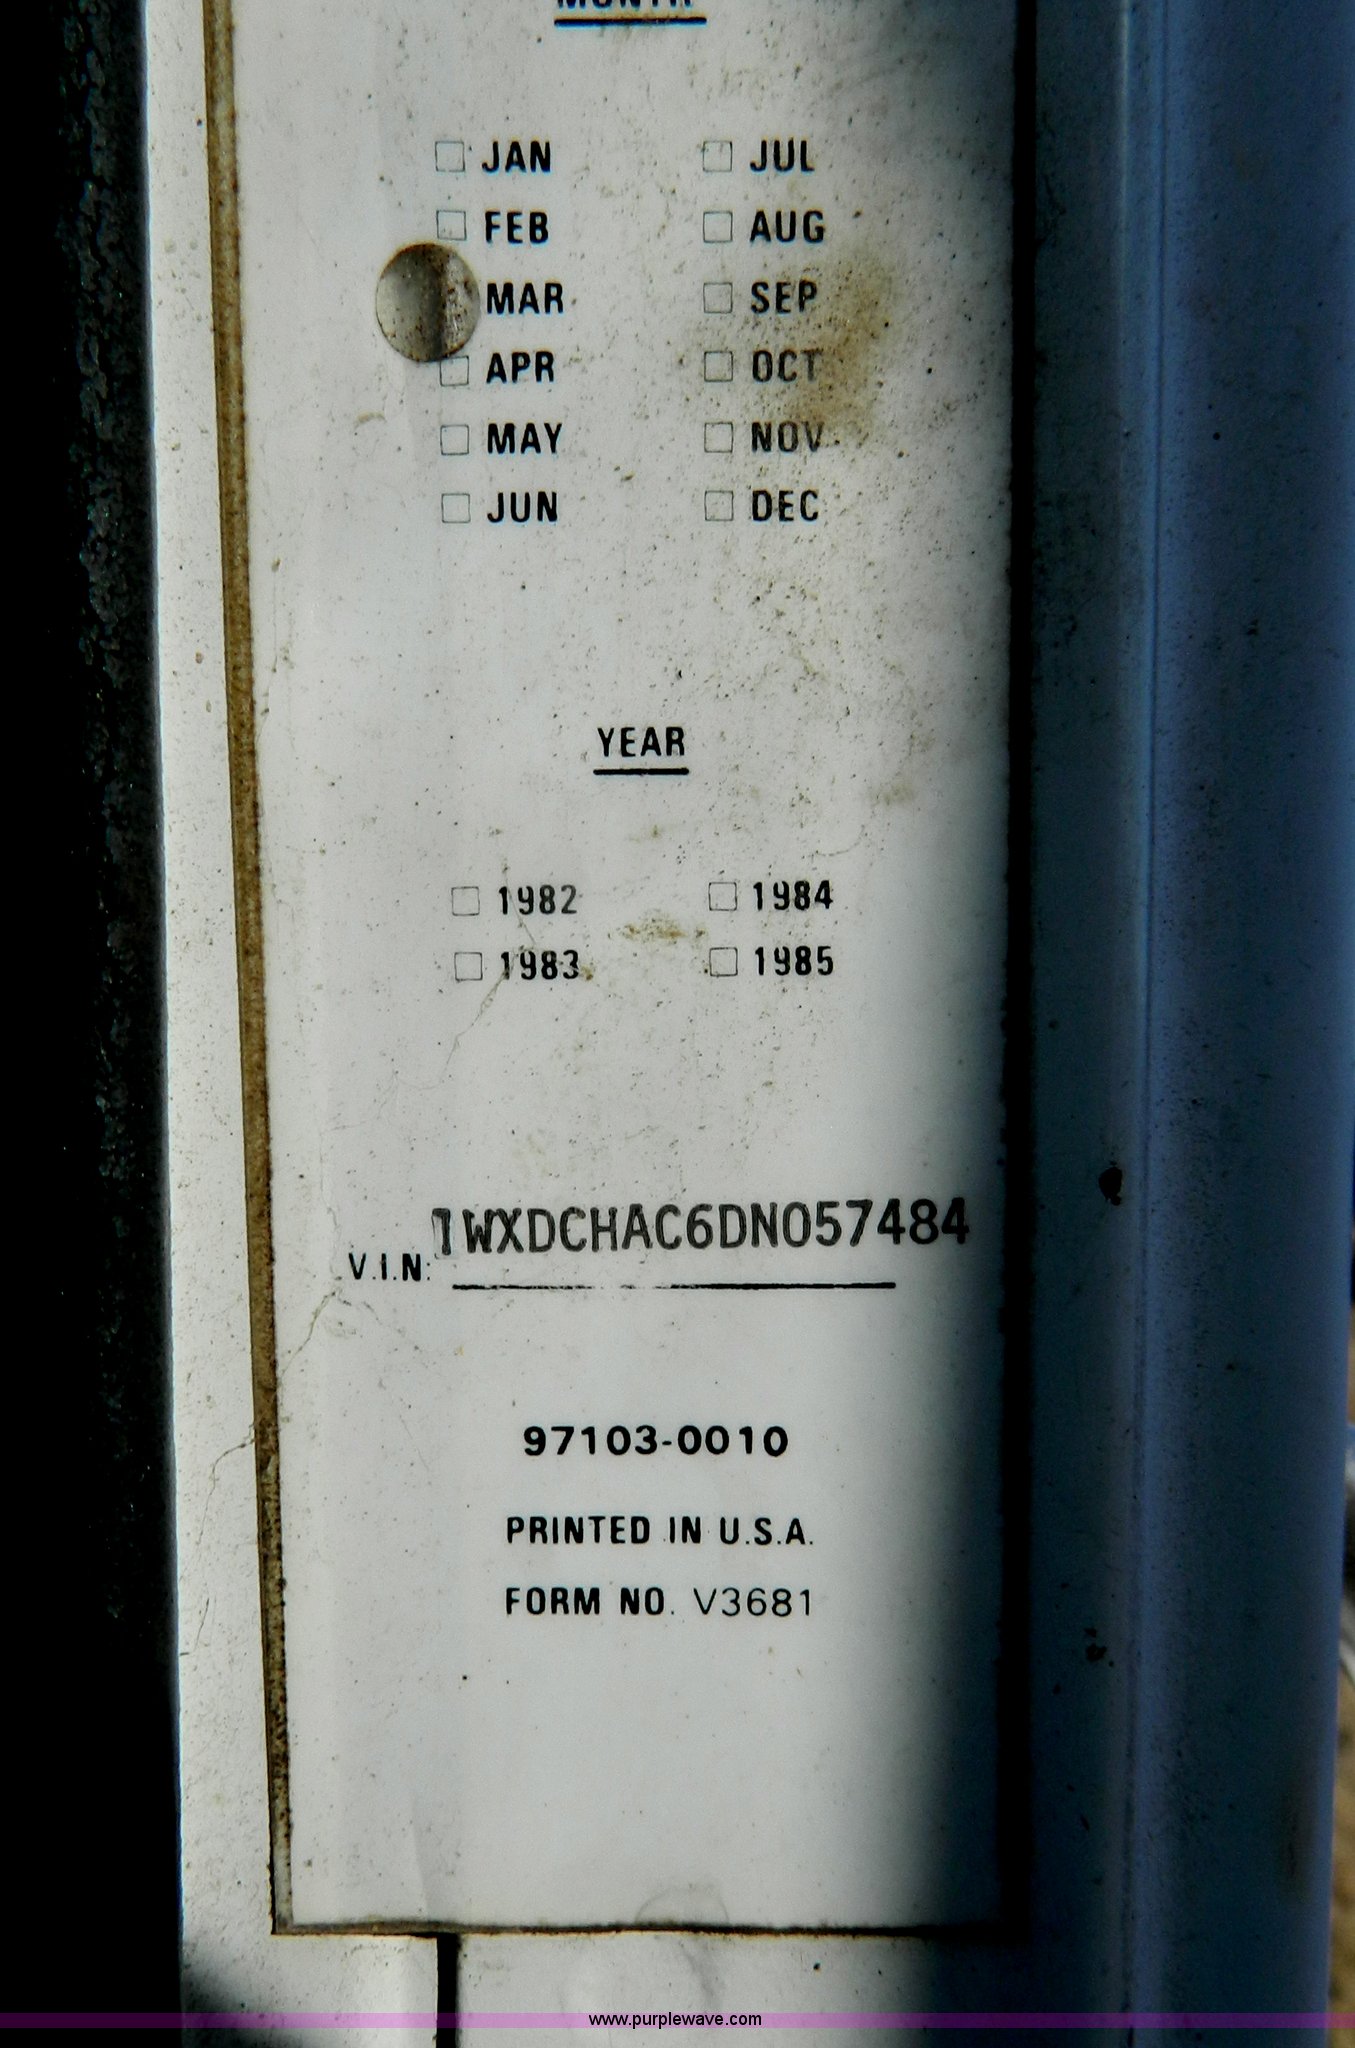 MONTH
JAN JUL
FEB AUG
MAR SEP
APR OCT
MAY NOV
JUN DEC
YEAR
1982 1984
1983 1985
V.I.N: 1WXDCHAC6DN057484
97103-0010
PRINTED IN U.S.A.
FORM NO. V3681
www.purplewave.com